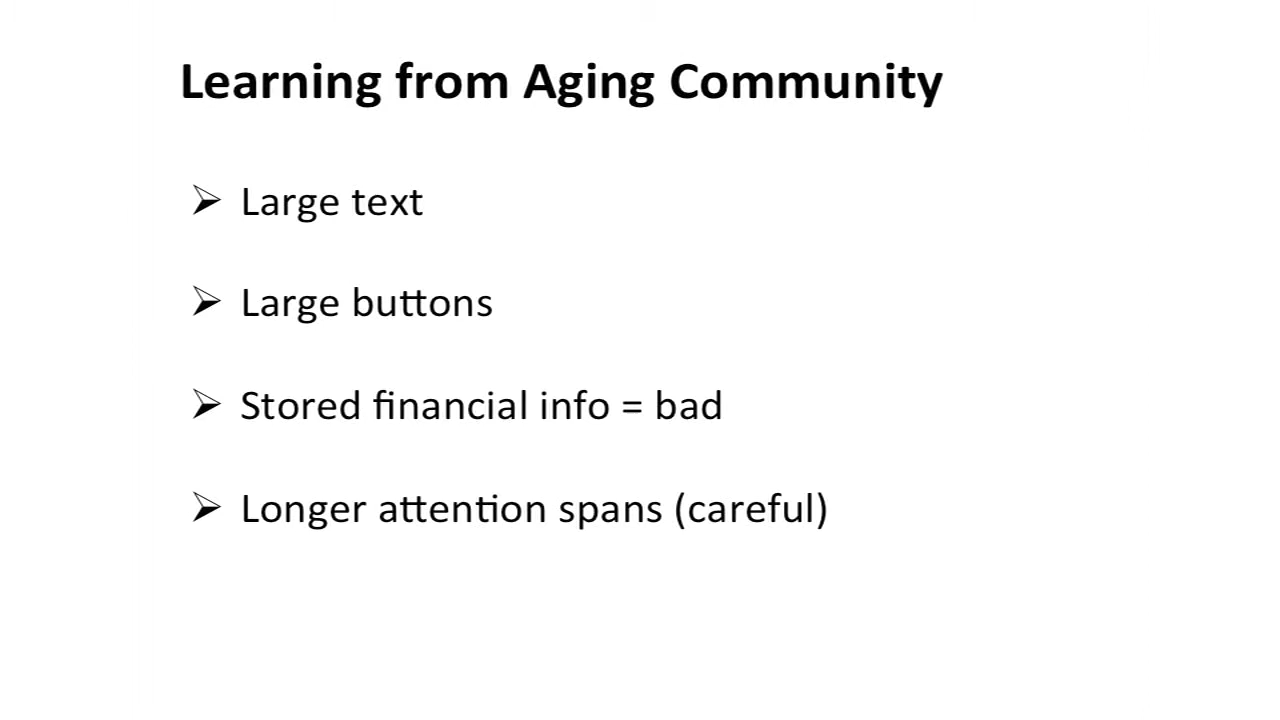 Learning from Aging Community
➢ Large text
➢ Large buttons
➢ Stored financial info = bad
➢ Longer attention spans (careful)